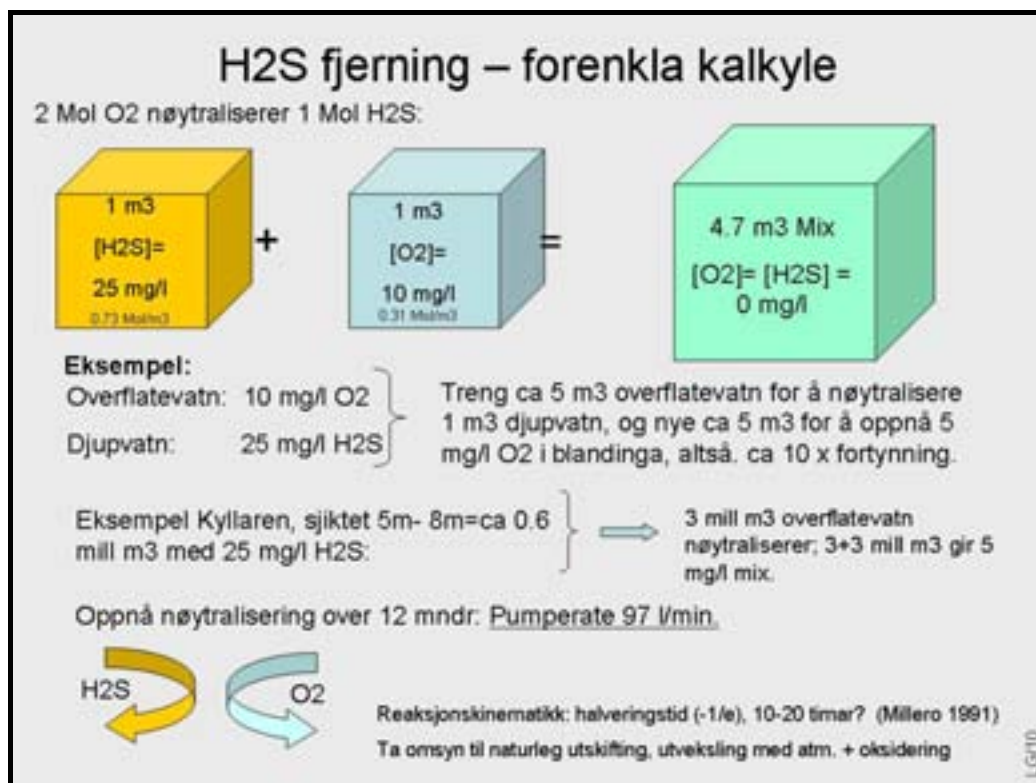 H2S fjerning – forenkla kalkyle
2 Mol O2 nøytraliserer 1 Mol H2S:
1 m3
[H2S]=
25 mg/l
0.73 Mol/m3
+
1 m3
[O2]=
10 mg/l
0.31 Mol/m3
=
4.7 m3 Mix
[O2]= [H2S] =
0 mg/l
Eksempel:
Overflatevatn: 10 mg/l O2
Djupvatn: 25 mg/l H2S
Treng ca 5 m3 overflatevatn for å nøytralisere
1 m3 djupvatn, og nye ca 5 m3 for å oppnå 5
mg/l O2 i blandinga, altså. ca 10 x fortynning.
Eksempel Kyllaren, sjiktet 5m- 8m=ca 0.6
mill m3 med 25 mg/l H2S:
3 mill m3 overflatevatn
nøytraliserer; 3+3 mill m3 gir 5
mg/l mix.
Oppnå nøytralisering over 12 mndr: Pumperate 97 l/min.
H2S
O2
Reaksjonskinematikk: halveringstid (-1/e), 10-20 timar? (Millero 1991)
Ta omsyn til naturleg utskifting, utveksling med atm. + oksidering